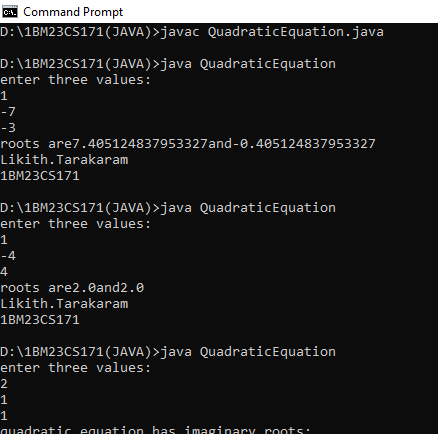 Command Prompt
D:\1BM23CS171(JAVA)>javac QuadraticEquation.java
D:\1BM23CS171(JAVA)>java QuadraticEquation
enter three values:
1
-7
-3
roots are7.405124837953327and-0.405124837953327
Likith.Tarakaram
1BM23CS171
D:\1BM23CS171(JAVA)>java QuadraticEquation
enter three values:
1
-4
4
roots are2.0and2.0
Likith.Tarakaram
1BM23CS171
D:\1BM23CS171(JAVA)>java QuadraticEquation
enter three values:
2
1
1
quadratic equation has imaginary roots: